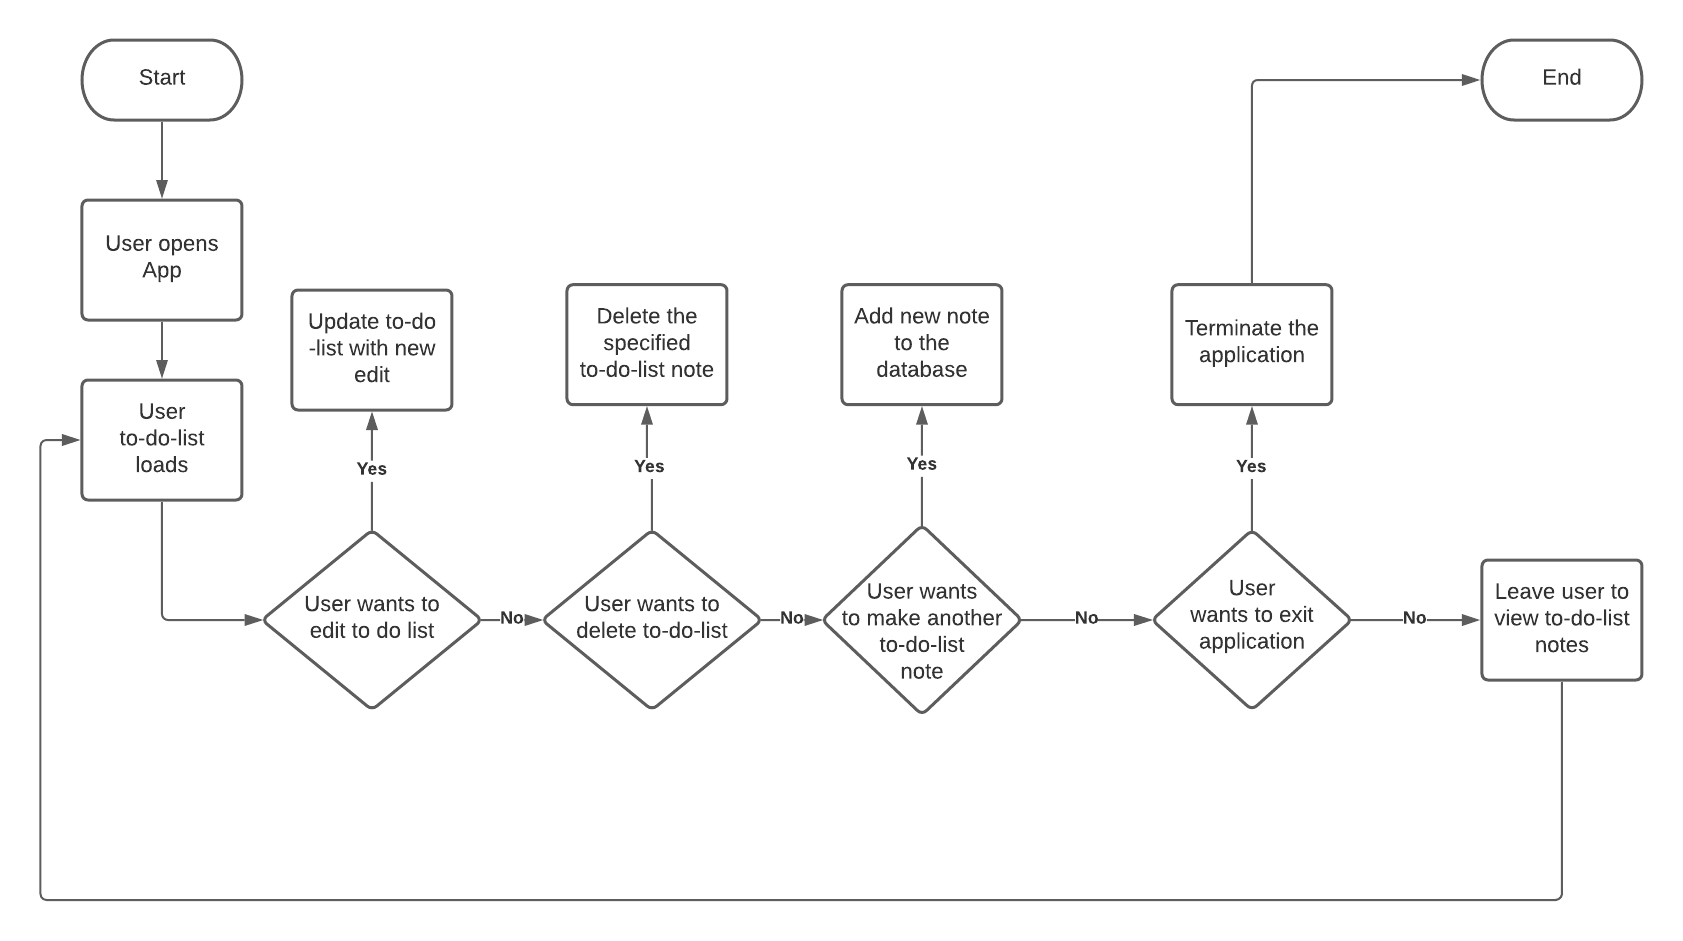 Start
End
User opens
App
Update to-do
-list with new
edit
Delete the
specified
to-do-list note
Add new note
to the
database
Terminate the
application
User
to-do-list
loads
Yes
Yes
Yes
Yes
User wants to
edit to do list
No
User wants to
delete to-do-list
No
User wants
to make another
to-do-list
note
No
User
wants to exit
application
No
Leave user to
view to-do-list
notes